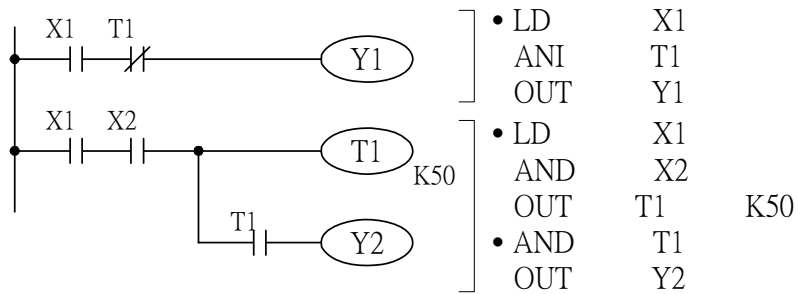 X1 T1 Y1
X1 X2 T1 K50
T1 Y2
• LD X1
ANI T1
OUT Y1
• LD X1
AND X2
OUT T1 K50
• AND T1
OUT Y2